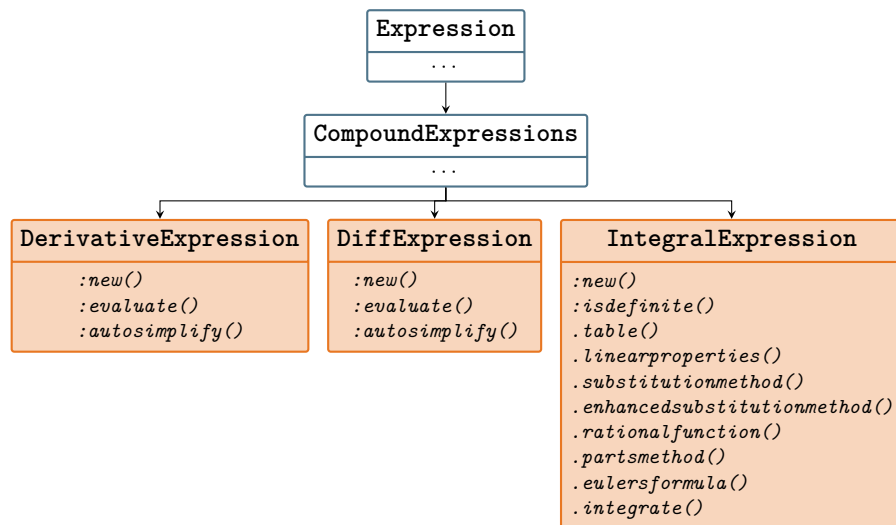 Expression
...
CompoundExpressions
...
DerivativeExpression
:new()
:evaluate()
:autosimplify()
DiffExpression
:new()
:evaluate()
:autosimplify()
IntegralExpression
:new()
:isdefinite()
.table()
.linearproperties()
.substitutionmethod()
.enhancedsubstitutionmethod()
.rationalfunction()
.partsmethod()
.eulersformula()
.integrate()